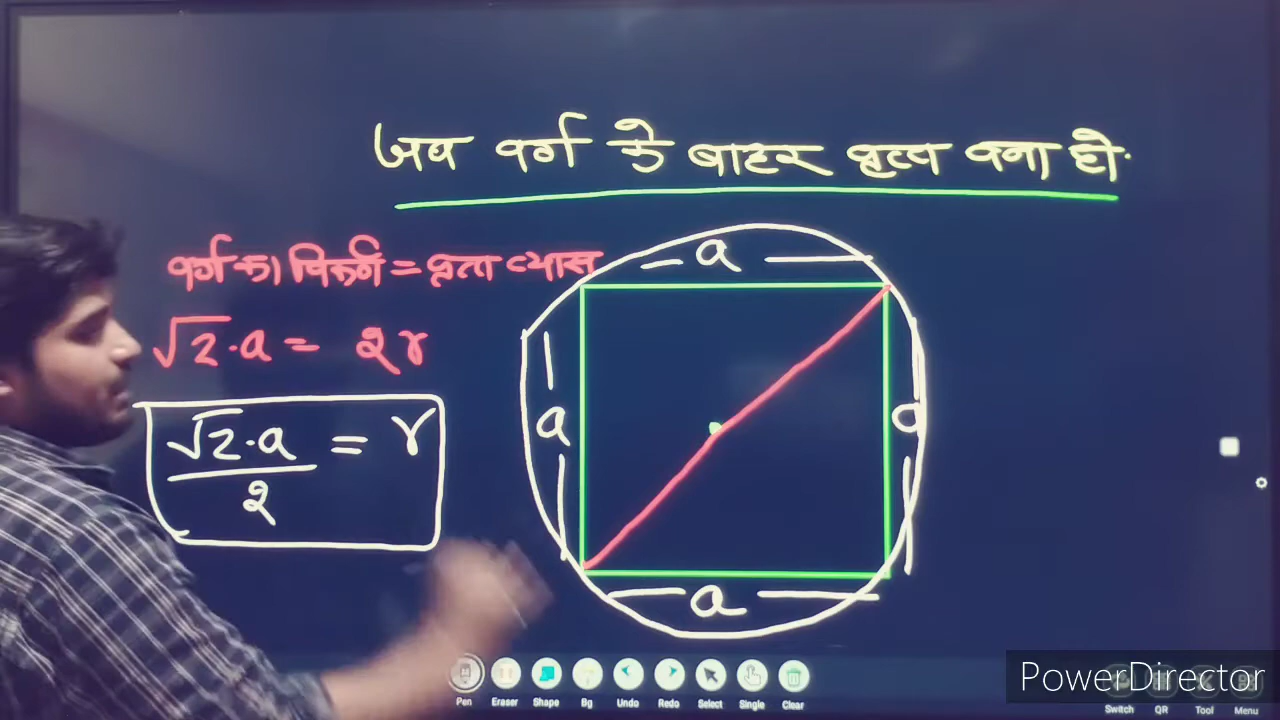 जब वर्ग के बाहर वृत्त बना हो.
वर्ग का विकर्ण = वृत्त व्यास
√2.a = 2r
√2.a / 2 = r
a
a
a
a
Pen Eraser Shape Bg Undo Redo Select Single Clear
Switch QR Tool Menu
PowerDirector